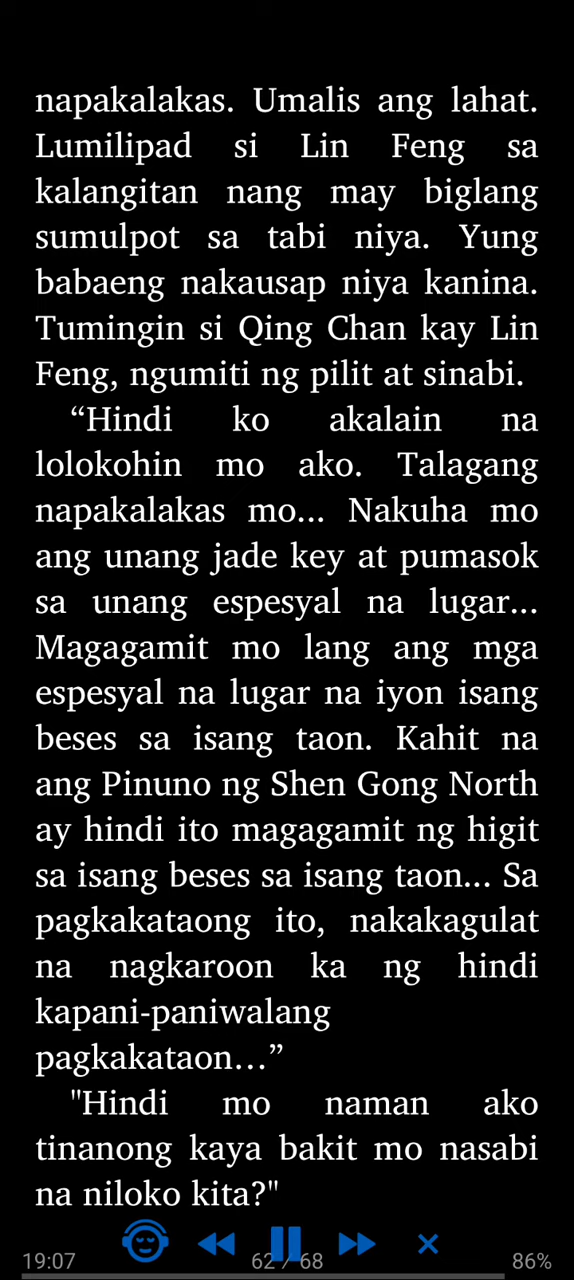 napakalakas. Umalis ang lahat.
Lumilipad si Lin Feng sa
kalangitan nang may biglang
sumulpot sa tabi niya. Yung
babaeng nakausap niya kanina.
Tumingin si Qing Chan kay Lin
Feng, ngumiti ng pilit at sinabi.
“Hindi ko akalain na
lolokohin mo ako. Talagang
napakalakas mo... Nakuha mo
ang unang jade key at pumasok
sa unang espesyal na lugar...
Magagamit mo lang ang mga
espesyal na lugar na iyon isang
beses sa isang taon. Kahit na
ang Pinuno ng Shen Gong North
ay hindi ito magagamit ng higit
sa isang beses sa isang taon... Sa
pagkakataong ito, nakakagulat
na nagkaroon ka ng hindi
kapani-paniwalang
pagkakataon…”
"Hindi mo naman ako
tinanong kaya bakit mo nasabi
na niloko kita?"
19:07 62 / 68 86%